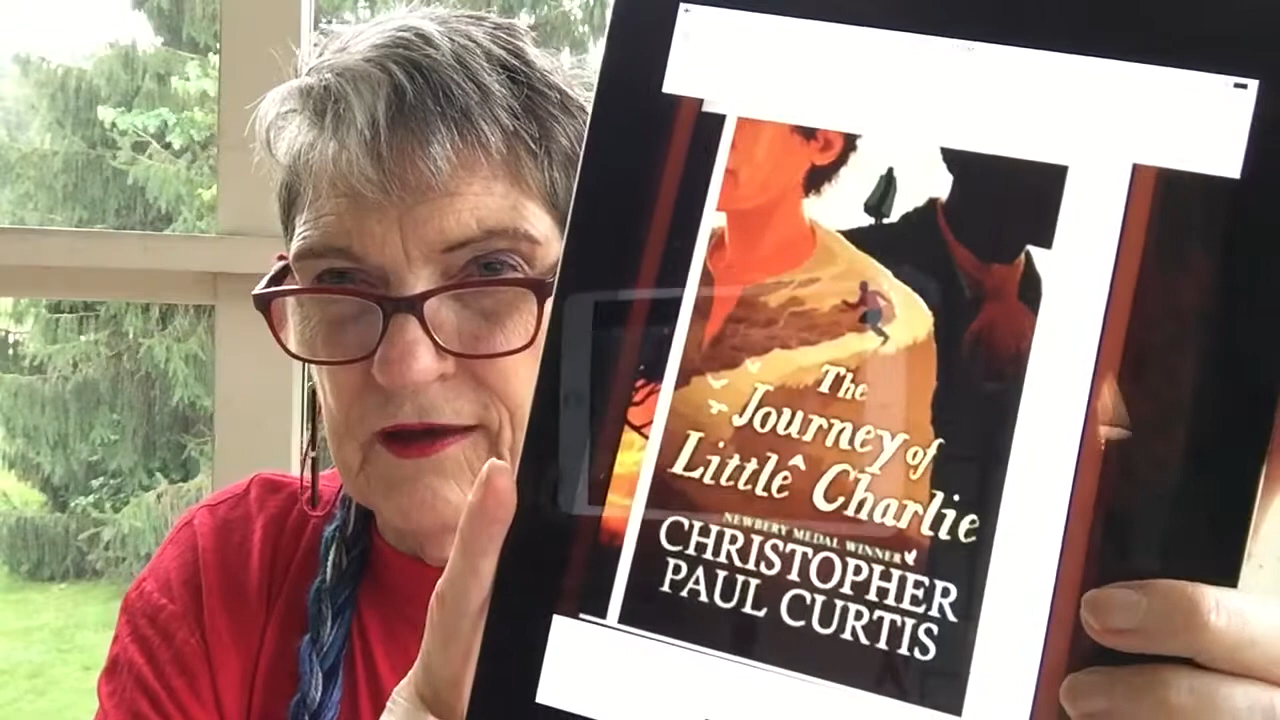 The
Journey of
Little Charlie
NEWBERY MEDAL WINNER
CHRISTOPHER
PAUL CURTIS